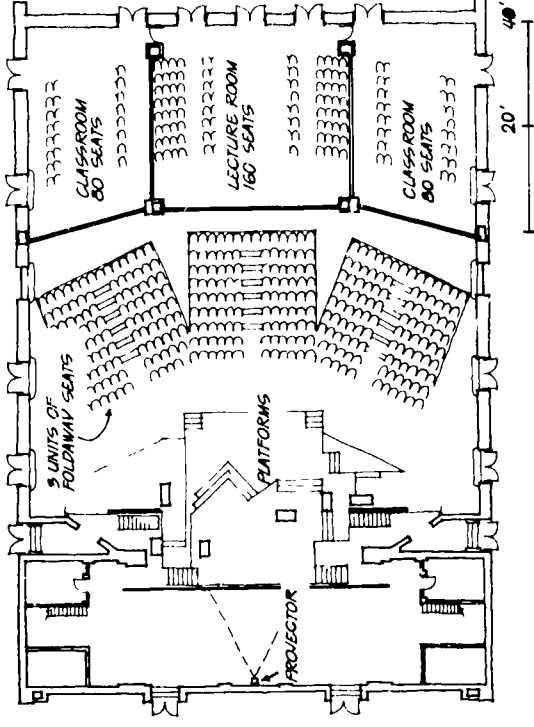 CLASSROOM
80 SEATS
LECTURE ROOM
160 SEATS
CLASSROOM
80 SEATS
40'
20'
3 UNITS OF
FOLDAWAY SEATS
PLATFORMS
PROJECTOR